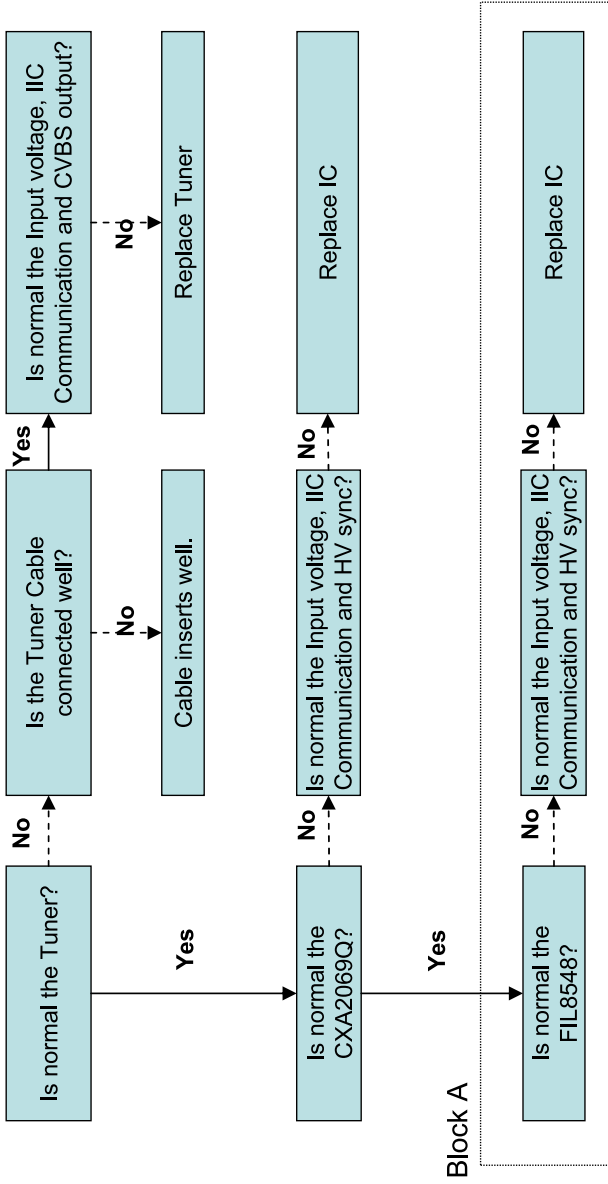 Is normal the Tuner?
No
Is the Tuner Cable
connected well?
Yes
Is normal the Input voltage, IIC
Communication and CVBS output?
No
Cable inserts well.
No
Replace Tuner
Yes
Is normal the
CXA2069Q?
No
Is normal the Input voltage, IIC
Communication and HV sync?
No
Replace IC
Yes
Block A
Is normal the
FIL8548?
No
Is normal the Input voltage, IIC
Communication and HV sync?
No
Replace IC